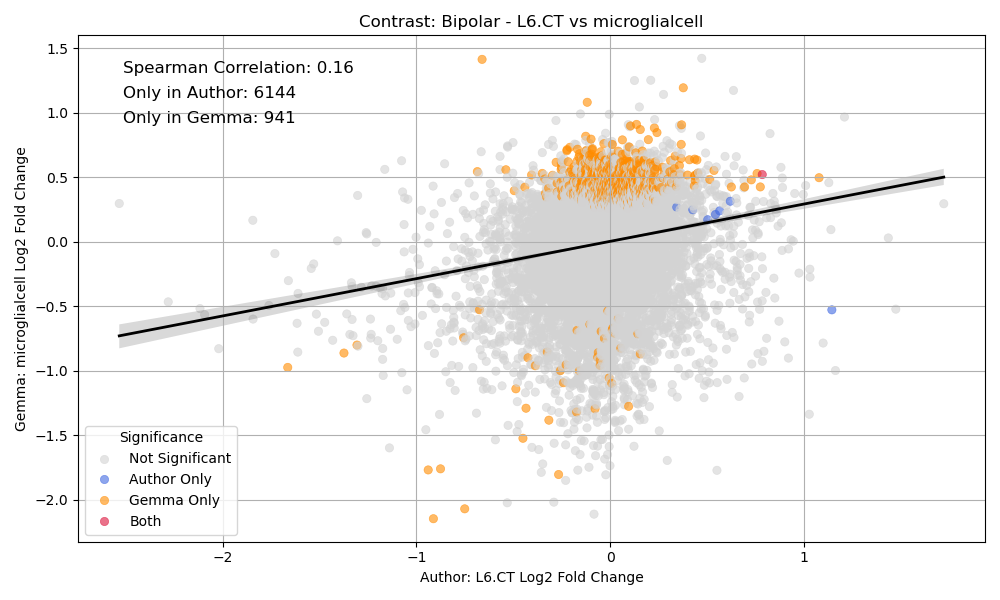 Contrast: Bipolar - L6.CT vs microglialcell
Spearman Correlation: 0.16
Only in Author: 6144
Only in Gemma: 941
Gemma: microglialcell Log2 Fold Change
1.5
1.0
0.5
0.0
−0.5
−1.0
−1.5
−2.0
Significance
Not Significant
Author Only
Gemma Only
Both
−2
−1
0
1
Author: L6.CT Log2 Fold Change